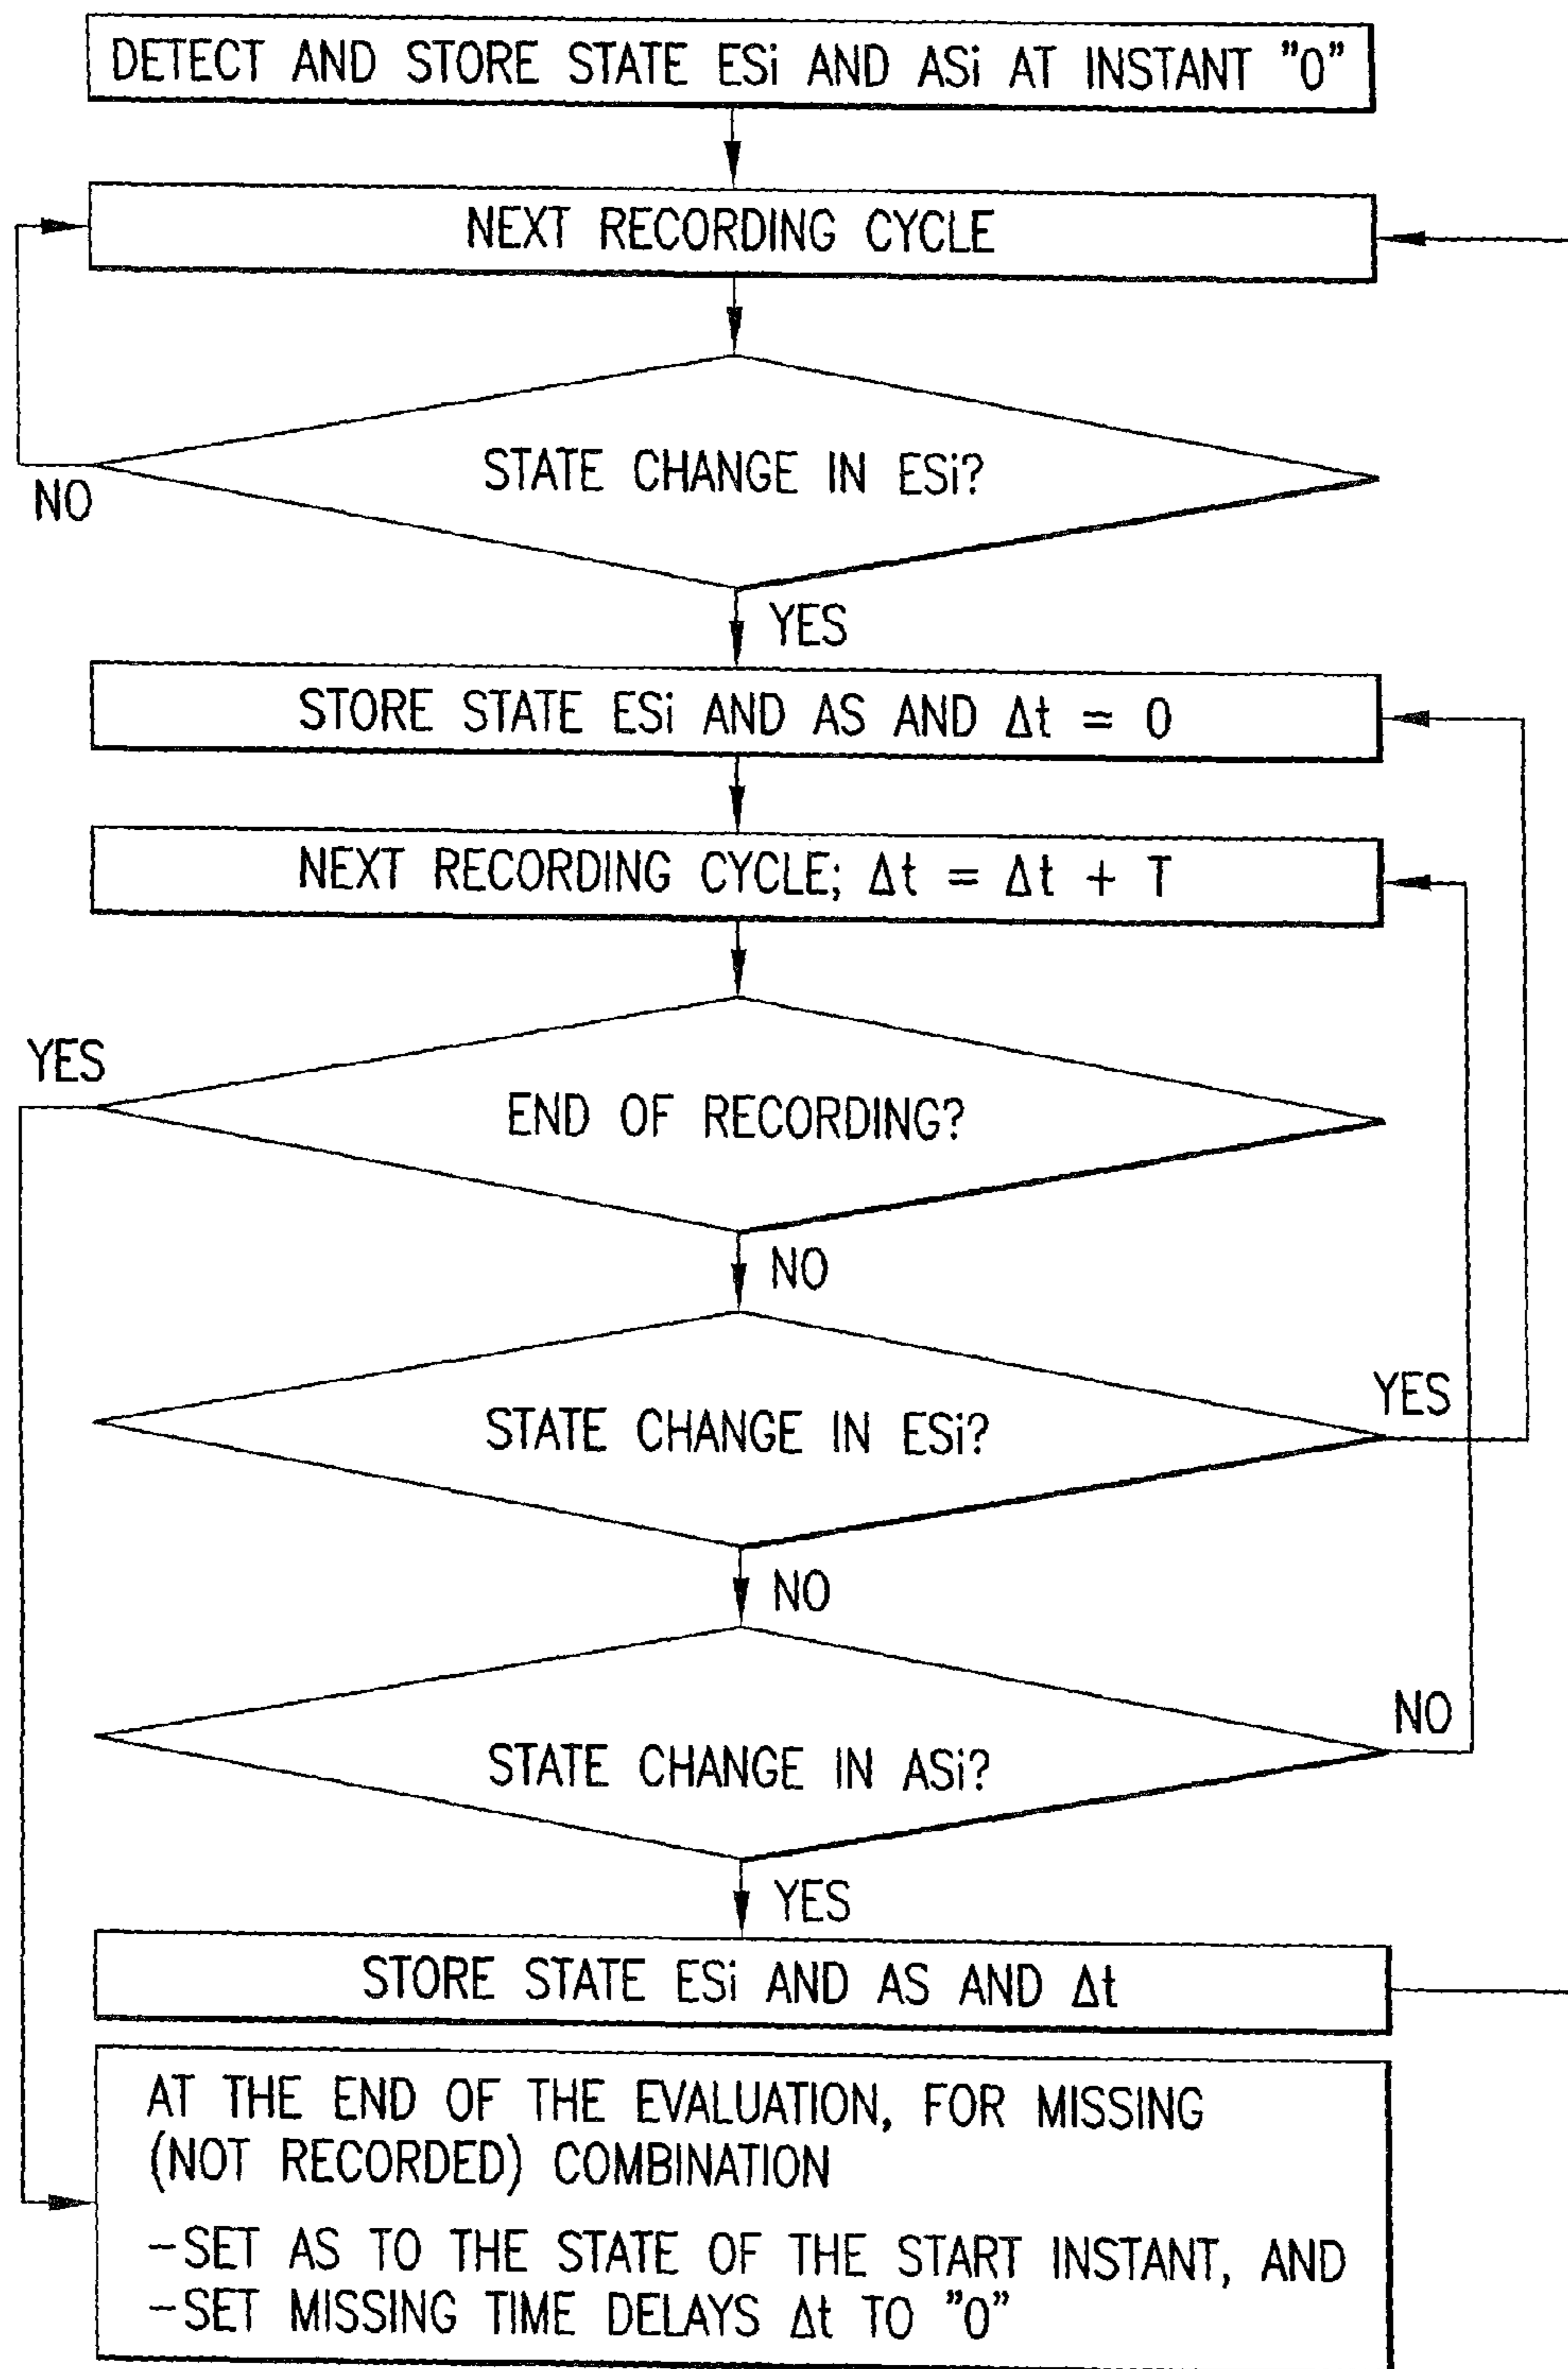 DETECT AND STORE STATE ESi AND ASi AT INSTANT "0"
NEXT RECORDING CYCLE
STATE CHANGE IN ESi?
NO
YES
STORE STATE ESi AND AS AND Δt = 0
NEXT RECORDING CYCLE; Δt = Δt + T
YES
END OF RECORDING?
NO
YES
STATE CHANGE IN ESi?
NO
NO
STATE CHANGE IN ASi?
YES
STORE STATE ESi AND AS AND Δt
AT THE END OF THE EVALUATION, FOR MISSING
(NOT RECORDED) COMBINATION
-SET AS TO THE STATE OF THE START INSTANT, AND
-SET MISSING TIME DELAYS Δt TO "0"